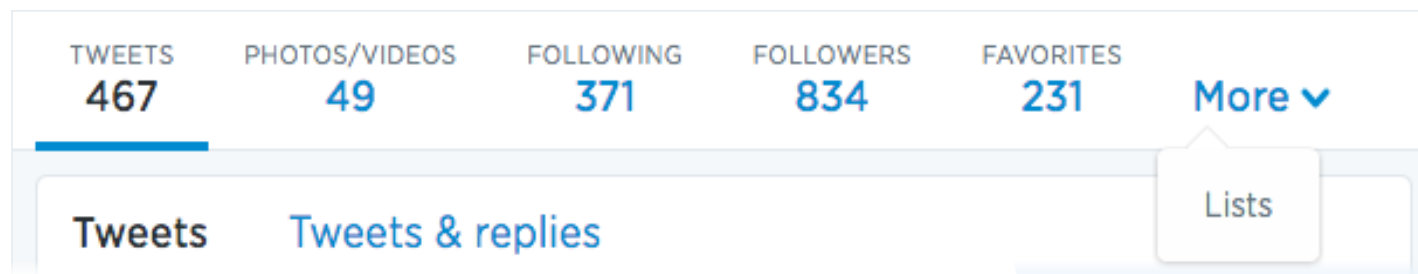 TWEETS PHOTOS/VIDEOS FOLLOWING FOLLOWERS FAVORITES
467 49 371 834 231 More
Lists
Tweets Tweets & replies